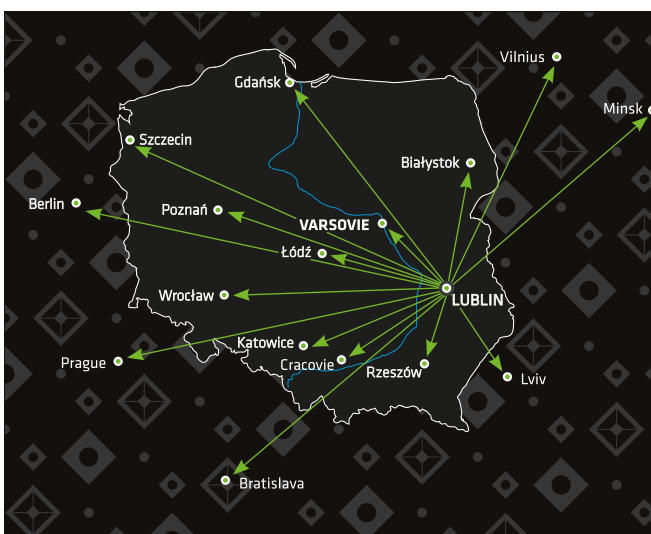 Vilnius
Gdańsk
Minsk
Szczecin
Białystok
Berlin
Poznań
VARSOVIE
Łódź
Wrocław
LUBLIN
Katowice
Prague
Cracovie
Rzeszów
Lviv
Bratislava